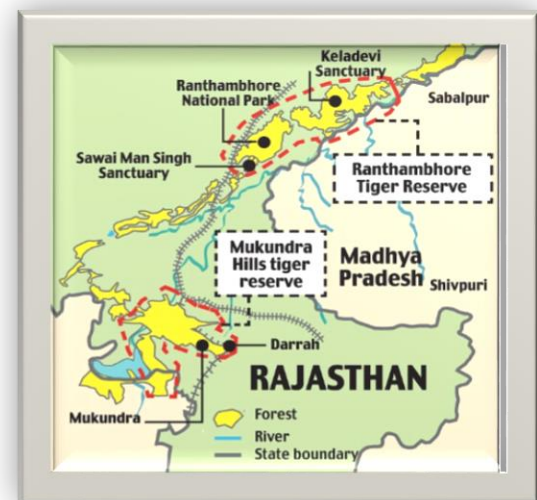 Keladevi
Sanctuary
Ranthambhore
National Park
Sabalpur
Sawai Man Singh
Sanctuary
Ranthambhore
Tiger Reserve
Mukundra
Hills tiger
reserve
Madhya
Pradesh
Shivpuri
Darrah
RAJASTHAN
Mukundra
Forest
River
State boundary